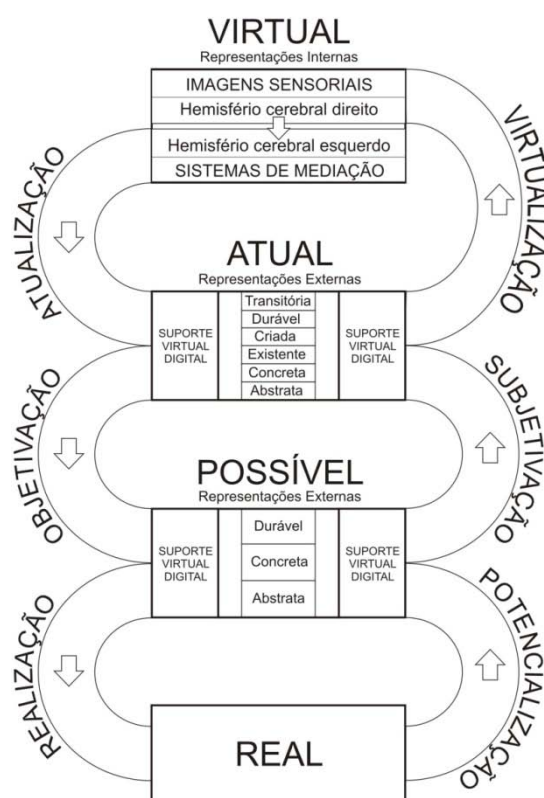 VIRTUAL
Representações Internas
IMAGENS SENSORIAIS
Hemisfério cerebral direito
Hemisfério cerebral esquerdo
SISTEMAS DE MEDIAÇÃO
ATUALIZAÇÃO
VIRTUALIZAÇÃO
ATUAL
Representações Externas
SUPORTE
VIRTUAL
DIGITAL
Transitória
Durável
Criada
Existente
Concreta
Abstrata
SUPORTE
VIRTUAL
DIGITAL
OBJETIVAÇÃO
SUBJETIVAÇÃO
POSSÍVEL
Representações Externas
SUPORTE
VIRTUAL
DIGITAL
Durável
Concreta
Abstrata
SUPORTE
VIRTUAL
DIGITAL
REALIZAÇÃO
POTENCIALIZAÇÃO
REAL